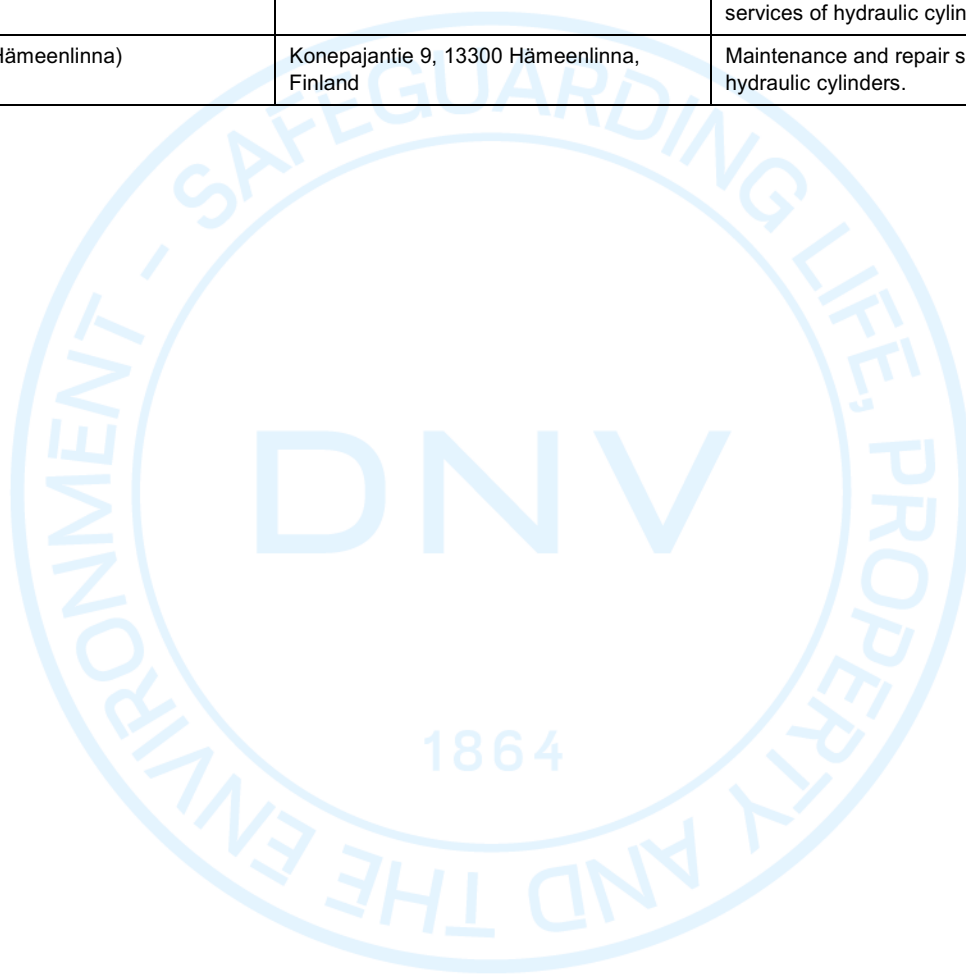 services of hydraulic cylin
Hämeenlinna)
Konepajantie 9, 13300 Hämeenlinna,
Finland
Maintenance and repair s
hydraulic cylinders.
SAFEGUARDING LIFE, PROPERTY AND THE ENVIRONMENT -
DNV
1864